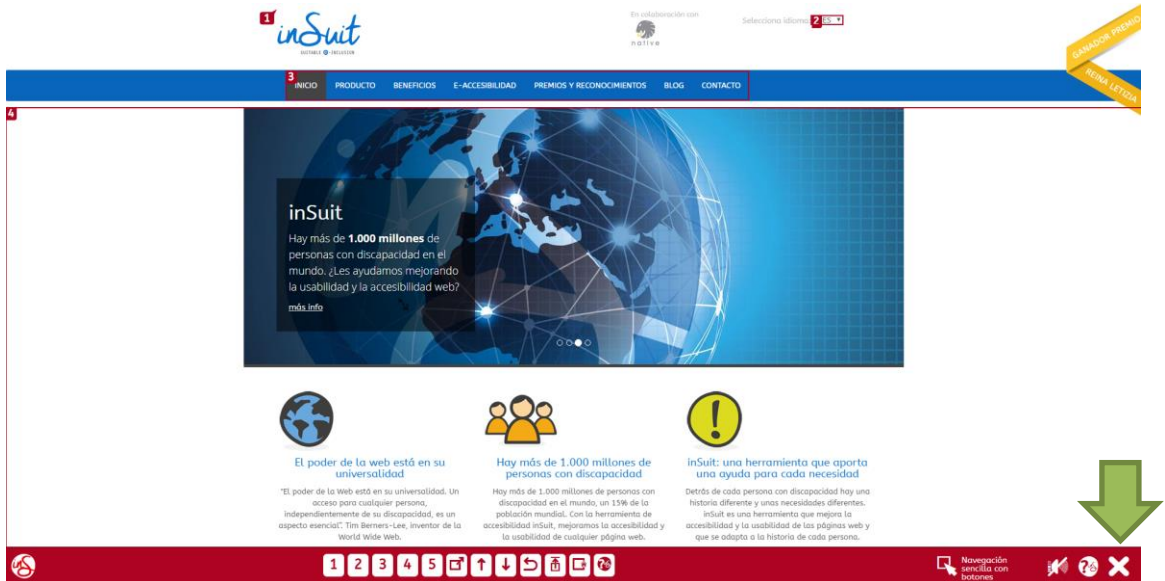 1
inSuit
SUITABLE e-INCLUSION
En colaboración con
native
Selecciona idioma:
2
ES
GANADOR PREMIO
REINA LETIZIA
3
INICIO PRODUCTO BENEFICIOS E-ACCESIBILIDAD PREMIOS Y RECONOCIMIENTOS BLOG CONTACTO
4
inSuit
Hay más de 1.000 millones de
personas con discapacidad en el
mundo. ¿Les ayudamos mejorando
la usabilidad y la accesibilidad web?
más info
El poder de la web está en su
universalidad
"El poder de la Web está en su universalidad. Un
acceso para cualquier persona,
independientemente de su discapacidad, es un
aspecto esencial". Tim Berners-Lee, inventor de la
World Wide Web.
Hay más de 1.000 millones de
personas con discapacidad
Hay más de 1.000 millones de personas con
discapacidad en el mundo, un 15% de la
población mundial. Con la herramienta de
accesibilidad inSuit, mejoramos la accesibilidad y
la usabilidad de cualquier página web.
inSuit: una herramienta que aporta
una ayuda para cada necesidad
Detrás de cada persona con discapacidad hay una
historia diferente y unas necesidades diferentes.
inSuit es una herramienta que mejora la
accesibilidad y la usabilidad de las páginas web y
que se adapta a la historia de cada persona.
inS
1 2 3 4 5
Navegación
sencilla con
botones